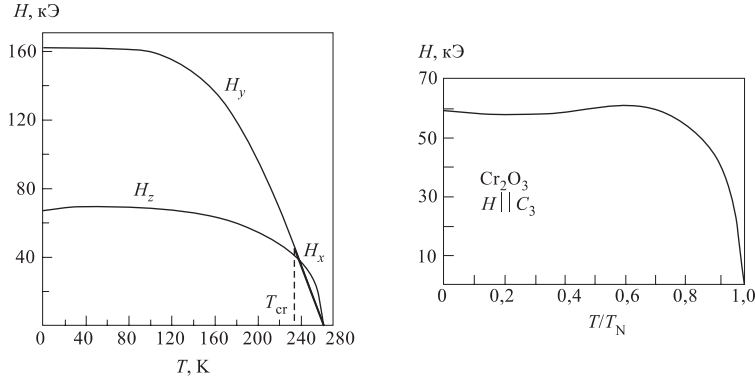 H, кЭ
160
120
80
40
H_y
H_z
H_x
T_cr
0 40 80 120 160 200 240 280
T, K
H, кЭ
70
50
30
10
Cr₂O₃
H || C₃
0 0,2 0,4 0,6 0,8 1,0
T/T_N